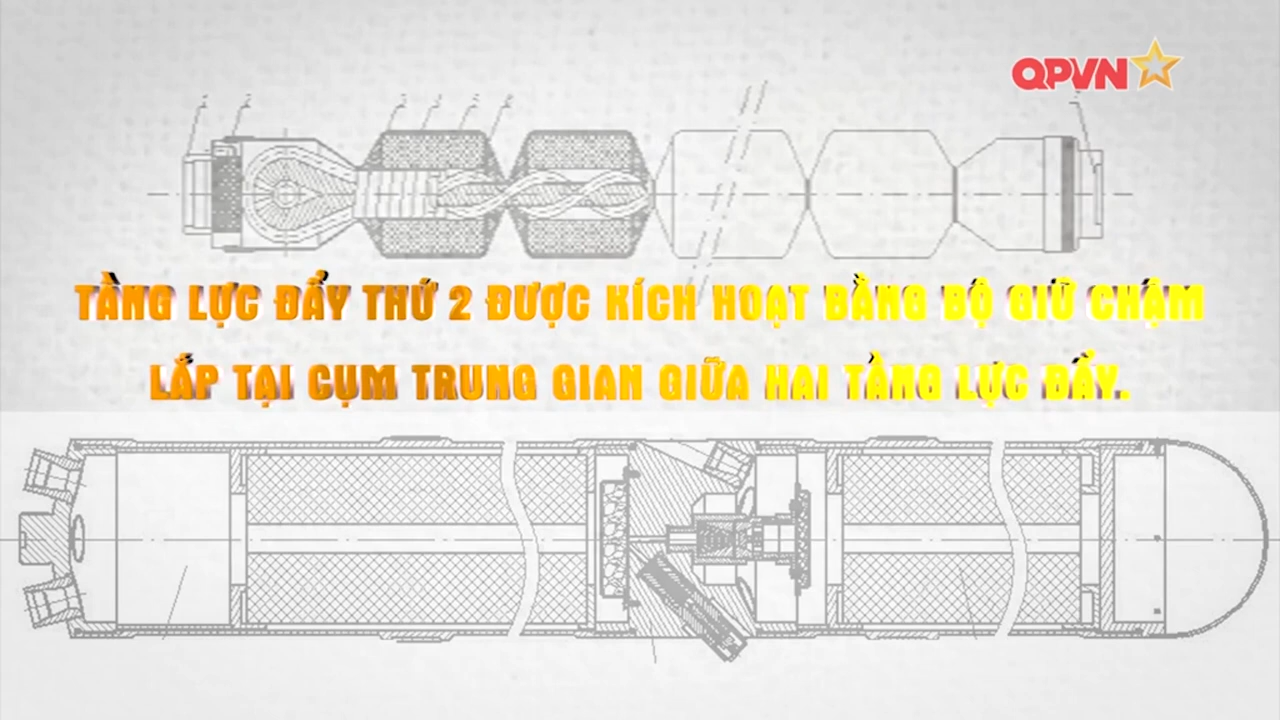 QPVN
TẦNG LỰC ĐẨY THỨ 2 ĐƯỢC KÍCH HOẠT BẰNG BỘ GIỮ CHẬM
LẮP TẠI CỤM TRUNG GIAN GIỮA HAI TẦNG LỰC ĐẨY.